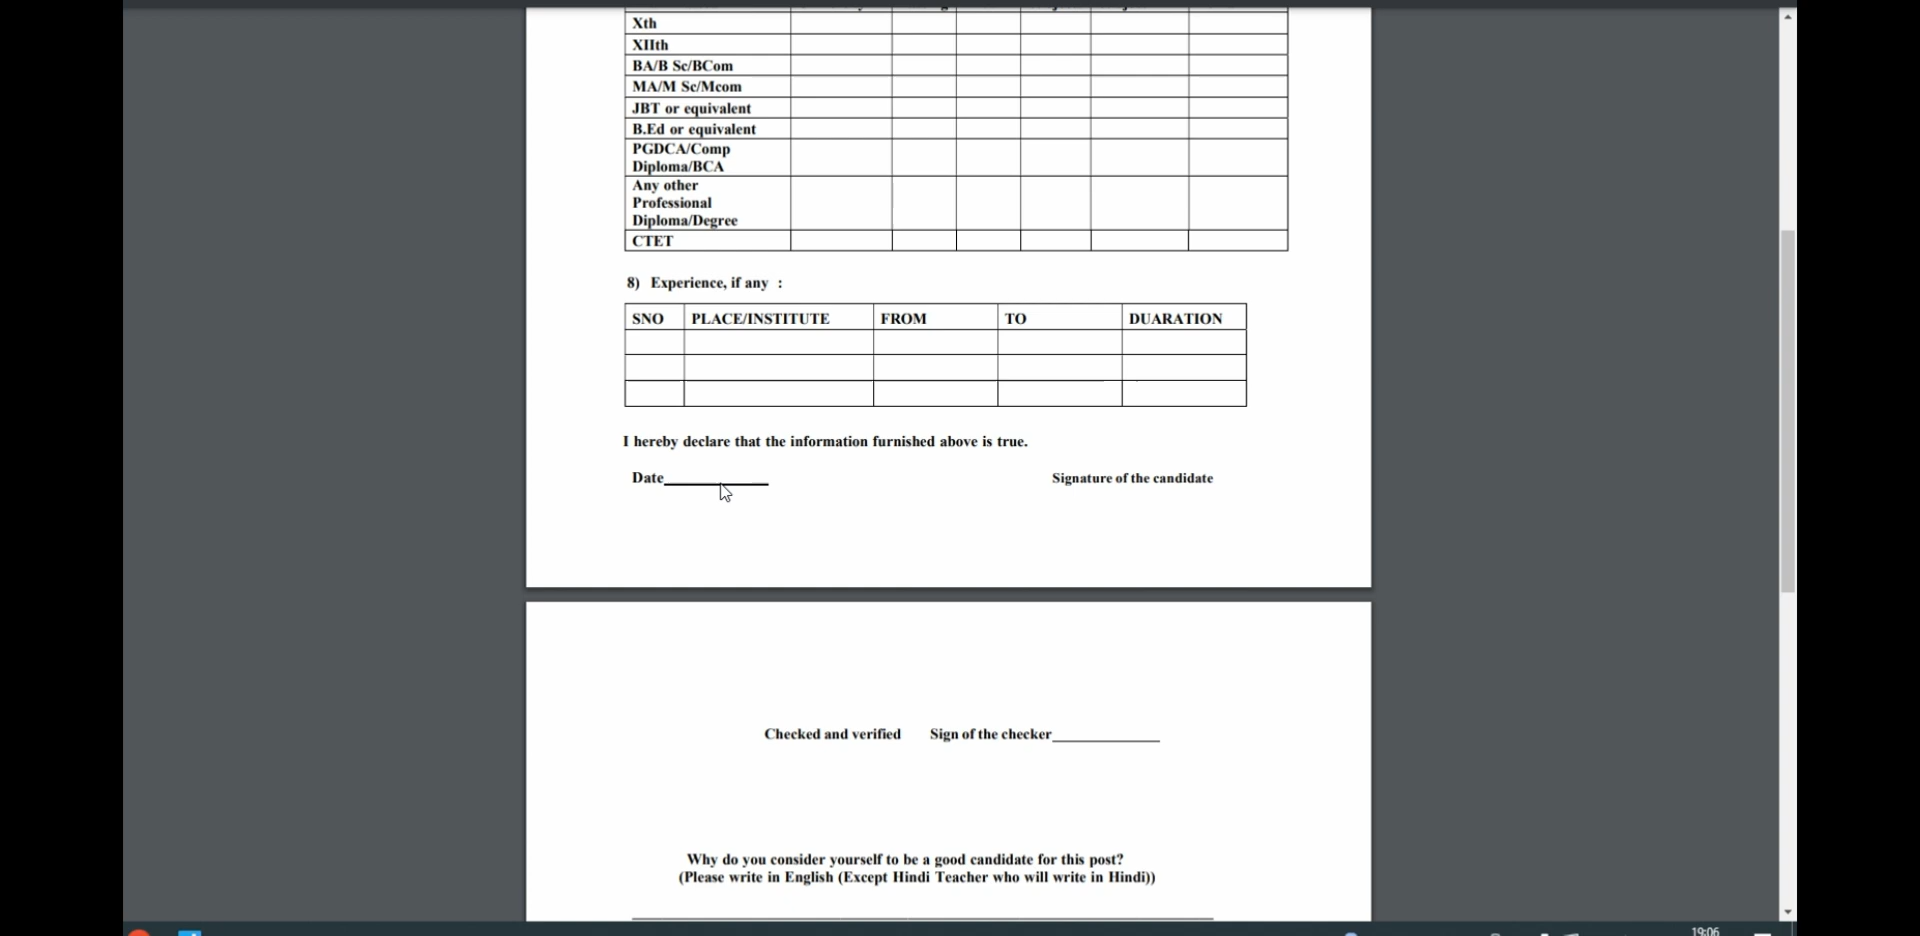 Xth
XIIth
BA/B Sc/BCom
MA/M Sc/Mcom
JBT or equivalent
B.Ed or equivalent
PGDCA/Comp
Diploma/BCA
Any other
Professional
Diploma/Degree
CTET
8) Experience, if any :
SNO PLACE/INSTITUTE FROM TO DUARATION
I hereby declare that the information furnished above is true.
Date____________ Signature of the candidate
Checked and verified Sign of the checker____________
Why do you consider yourself to be a good candidate for this post?
(Please write in English (Except Hindi Teacher who will write in Hindi))
19:06